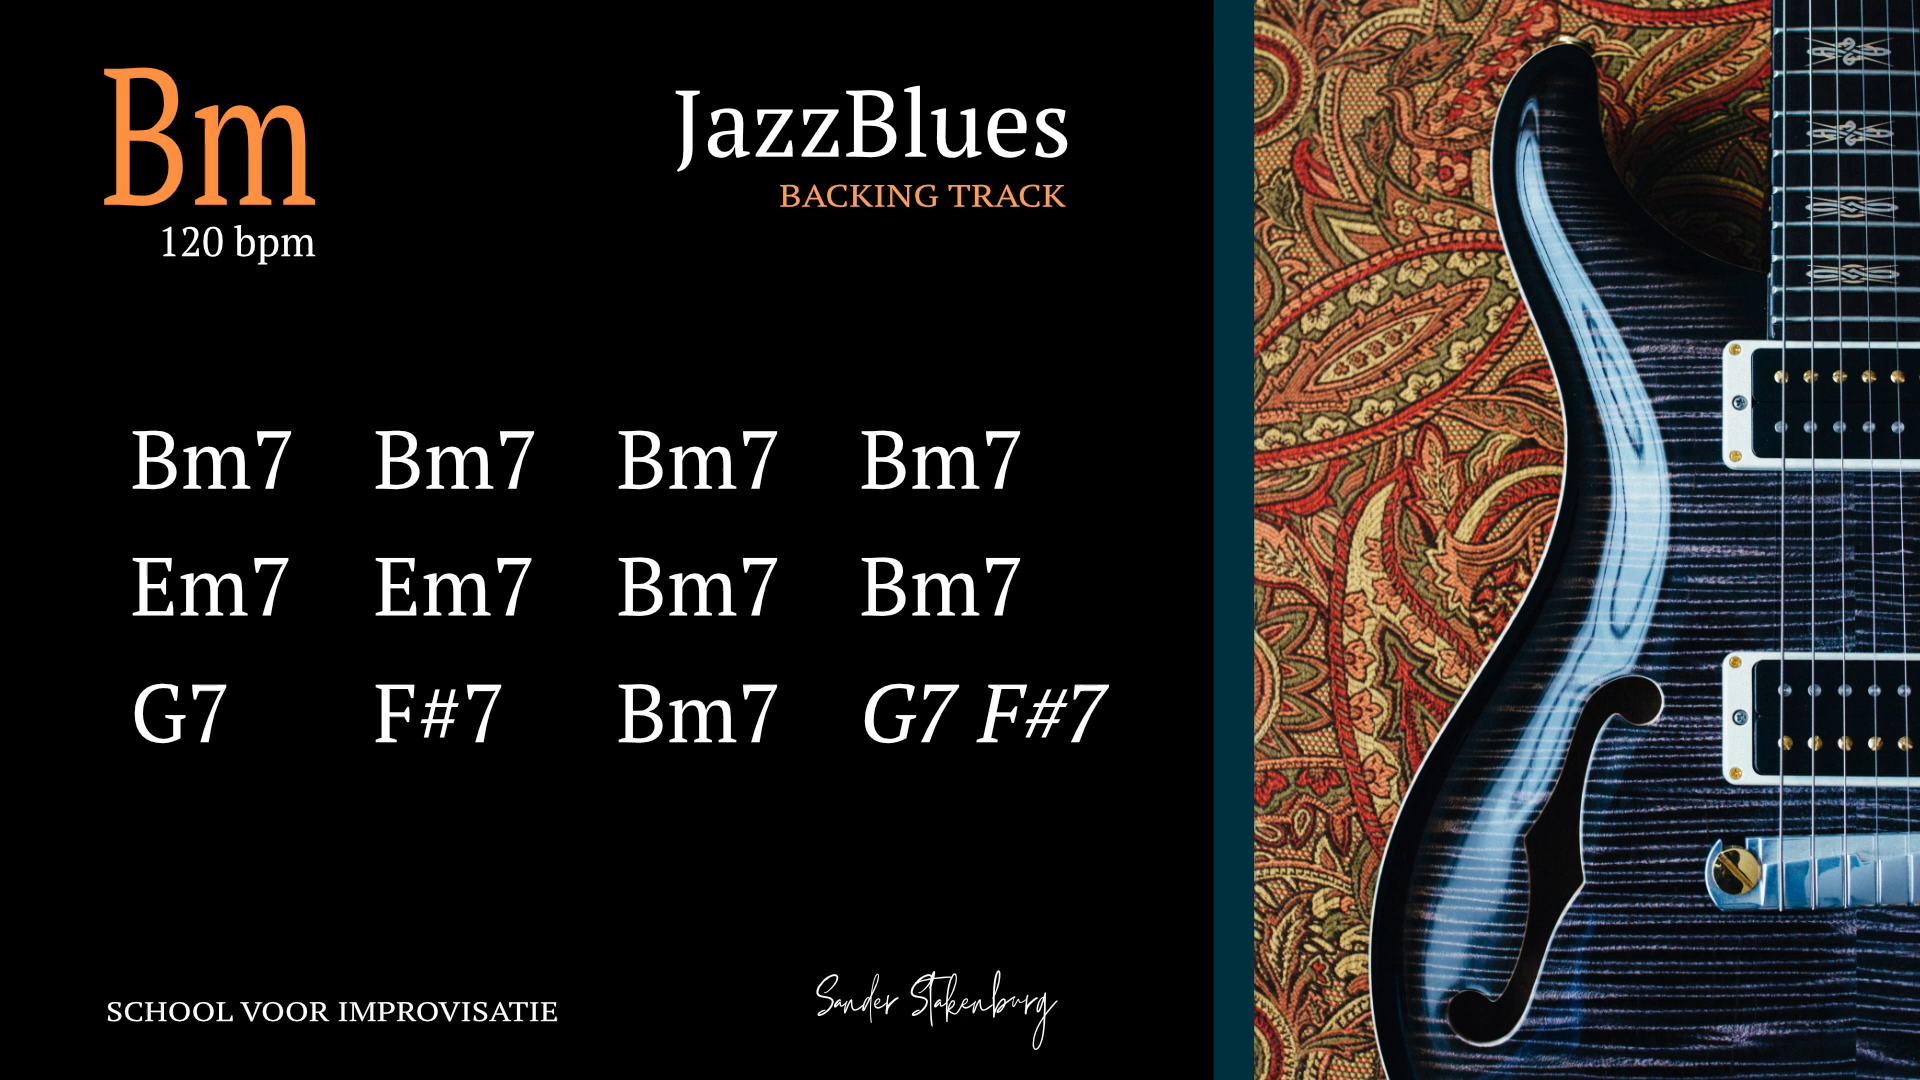 Bm
120 bpm
JazzBlues
BACKING TRACK
Bm7 Bm7 Bm7 Bm7
Em7 Em7 Bm7 Bm7
G7 F#7 Bm7 G7 F#7
SCHOOL VOOR IMPROVISATIE
Sander Stakenburg